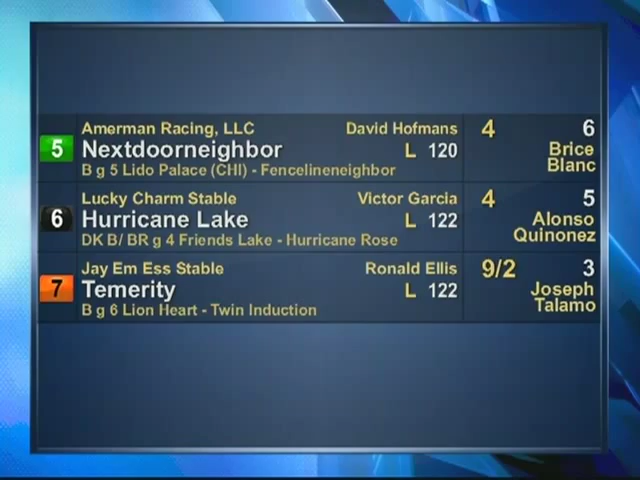 Amerman Racing, LLC David Hofmans 4 6
5 Nextdoorneighbor L 120 Brice
B g 5 Lido Palace (CHI) - Fencelineneighbor Blanc
Lucky Charm Stable Victor Garcia 4 5
6 Hurricane Lake L 122 Alonso
DK B/ BR g 4 Friends Lake - Hurricane Rose Quinonez
Jay Em Ess Stable Ronald Ellis 9/2 3
7 Temerity L 122 Joseph
B g 6 Lion Heart - Twin Induction Talamo